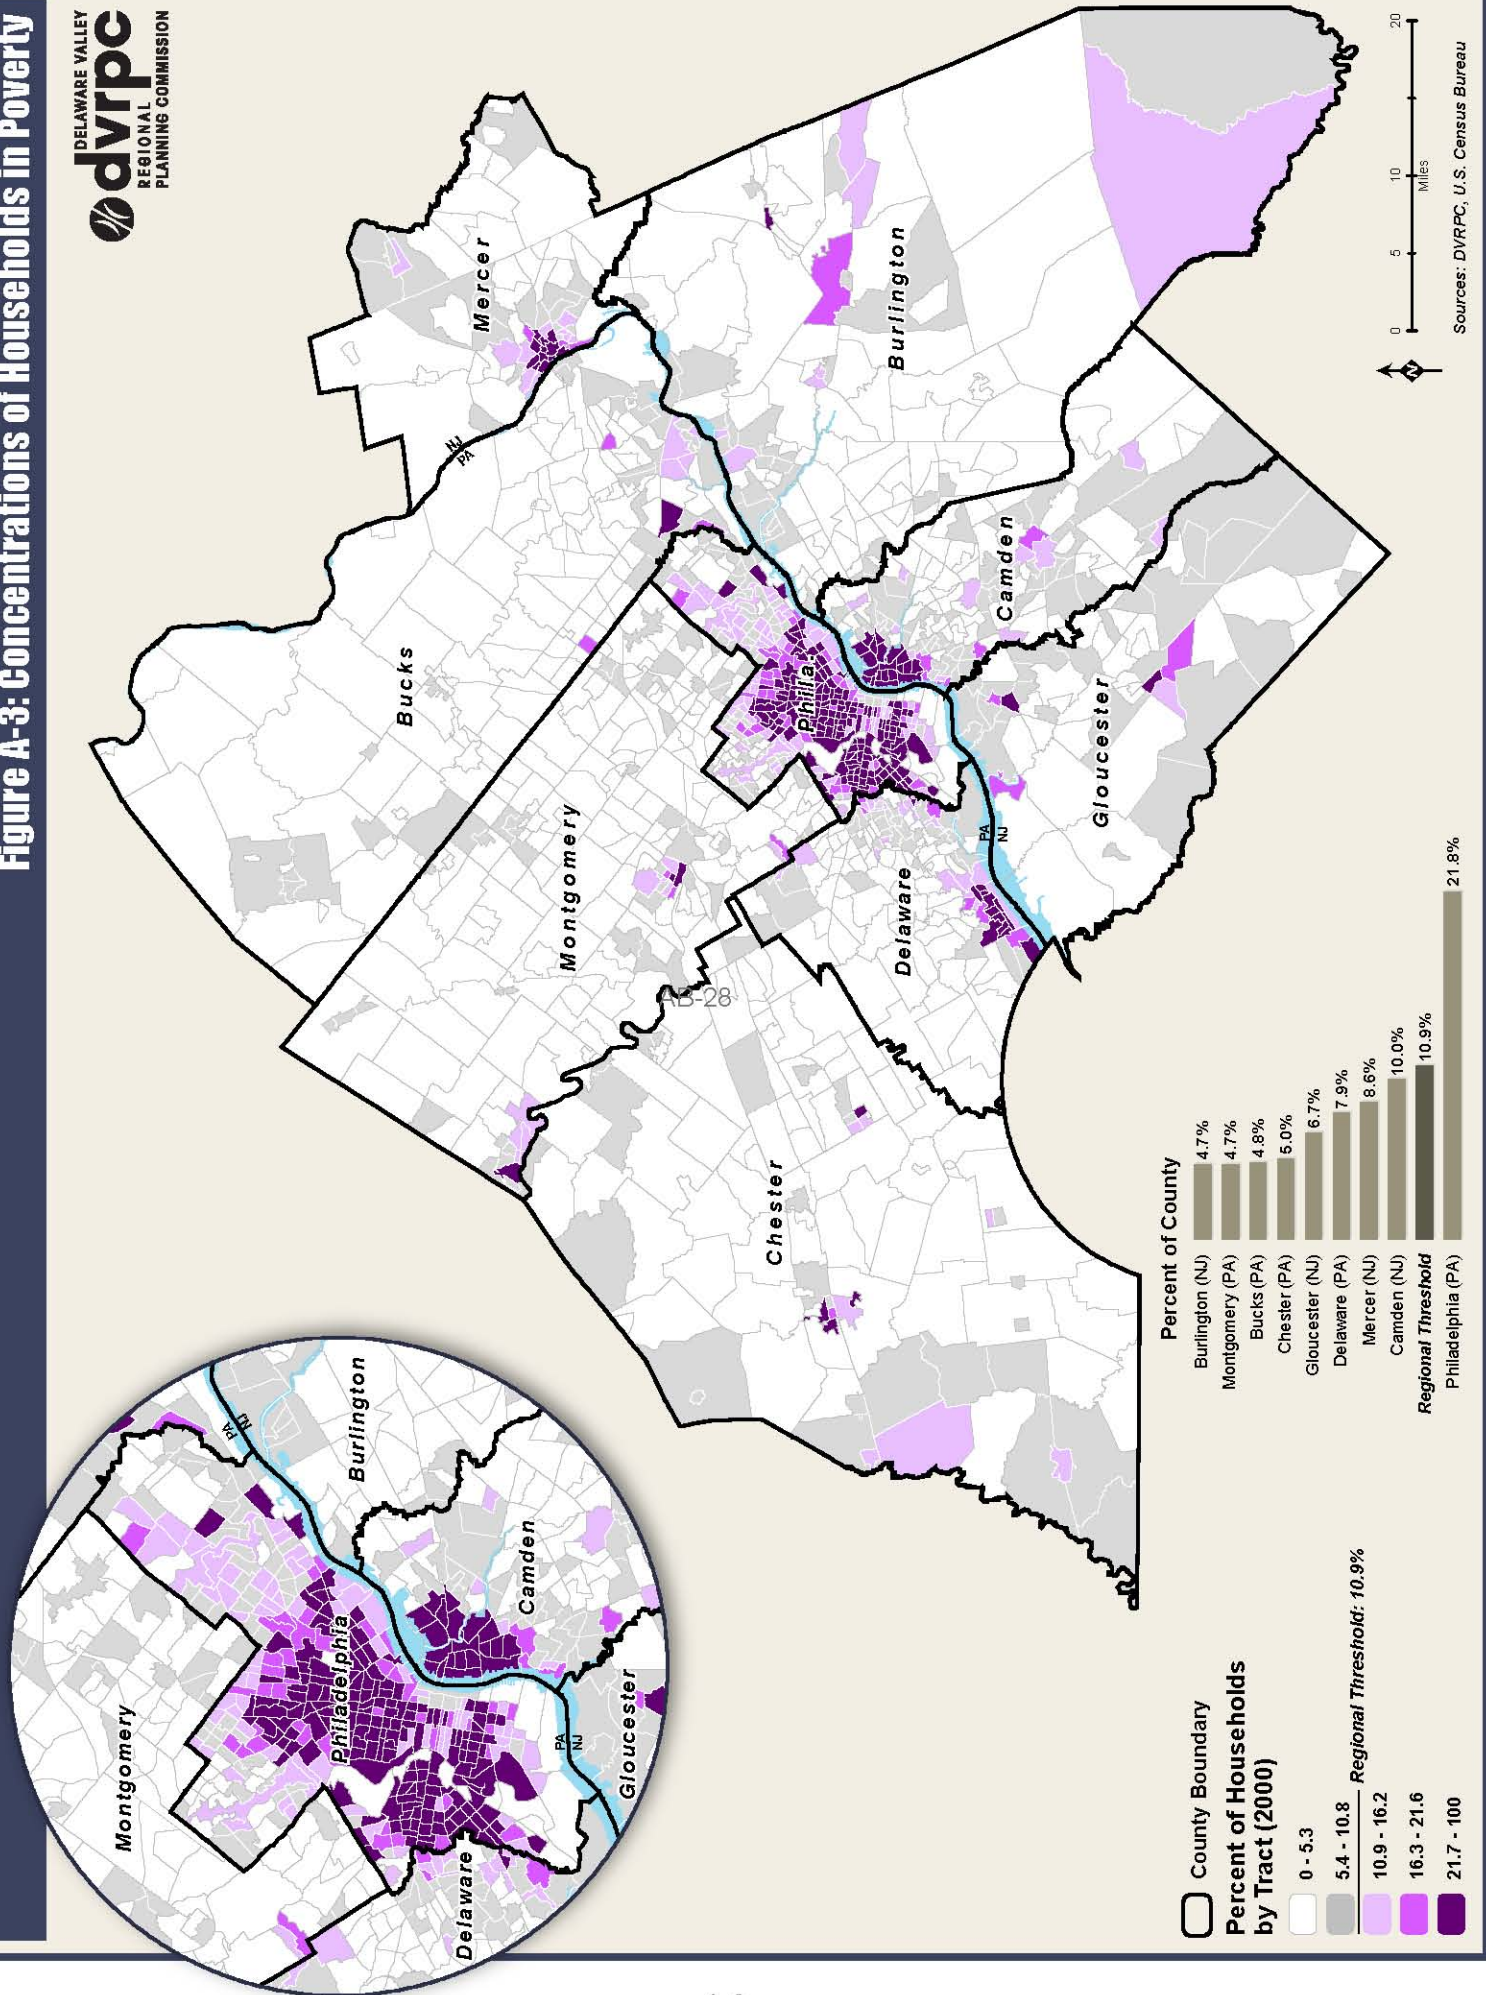 Figure A-3: Concentrations of Households in Poverty
DELAWARE VALLEY
dvrpc
REGIONAL
PLANNING COMMISSION
Montgomery
Philadelphia
Burlington
Camden
Delaware
Gloucester
PA
NJ
PA
NJ
Bucks
Mercer
NJ
PA
Montgomery
Phila.
Burlington
Chester
Delaware
Camden
Gloucester
PA
NJ
AB-28
County Boundary
Percent of Households
by Tract (2000)
0 - 5.3
5.4 - 10.8
Regional Threshold: 10.9%
10.9 - 16.2
16.3 - 21.6
21.7 - 100
Percent of County
Burlington (NJ) 4.7%
Montgomery (PA) 4.7%
Bucks (PA) 4.8%
Chester (PA) 5.0%
Gloucester (NJ) 6.7%
Delaware (PA) 7.9%
Mercer (NJ) 8.6%
Camden (NJ) 10.0%
Regional Threshold 10.9%
Philadelphia (PA) 21.8%
N
0 5 10 20
Miles
Sources: DVRPC, U.S. Census Bureau